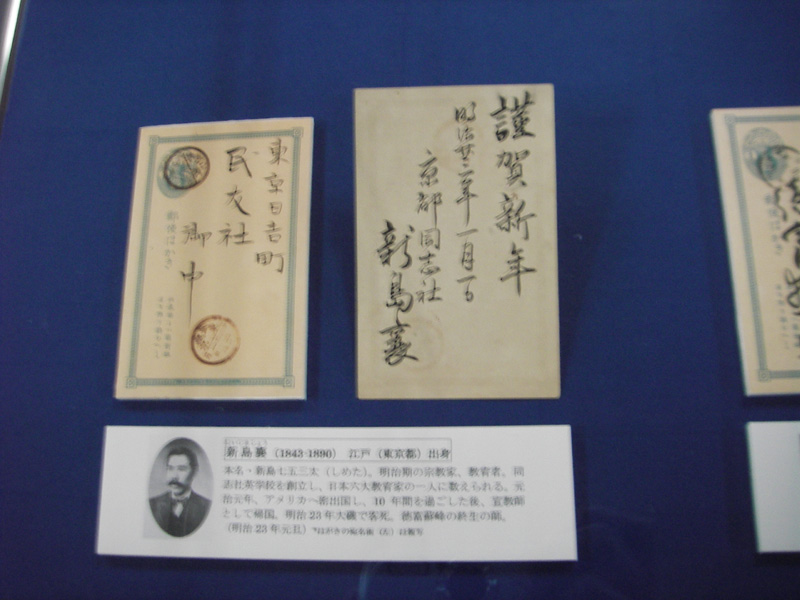 東京日吉町
民友社
御中
郵便はがき
謹賀新年
明治廿三年一月一日
京都同志社
新島襄
新島襄 (1843-1890) 江戸(東京都)出身
本名・新島七五三太(しめた)。明治期の宗教家、教育者。同
志社英学校を創立し、日本六大教育家の一人に数えられる。元
治元年、アメリカへ密出国し、10年間を過ごした後、宣教師
として帰国。明治23年大磯で客死。徳富蘇峰の終生の師。
(明治23年元旦)